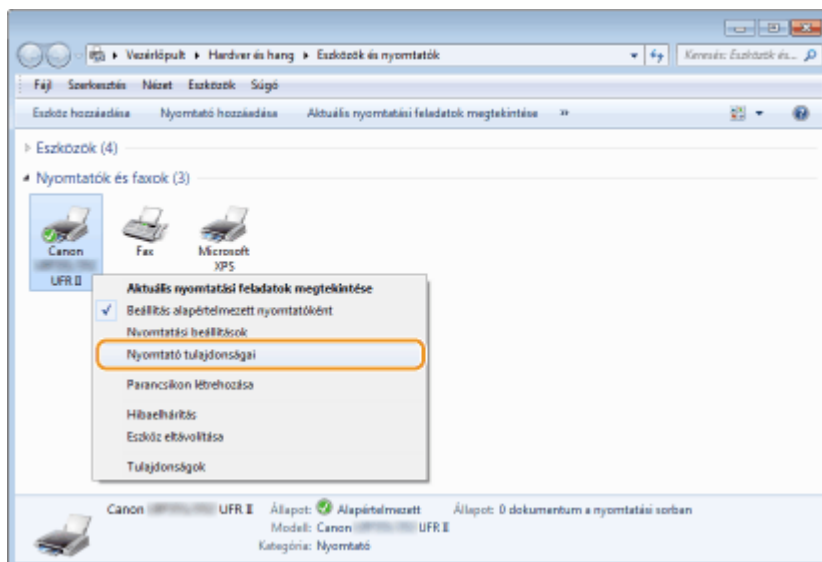 Vezérlőpult ▸ Hardver és hang ▸ Eszközök és nyomtatók
Keresés: Eszközök és...
Fájl Szerkesztés Nézet Eszközök Súgó
Eszköz hozzáadása Nyomtató hozzáadása Aktuális nyomtatási feladatok megtekintése »
Eszközök (4)
Nyomtatók és faxok (3)
Canon
UFR II
Fax
Microsoft
XPS
Aktuális nyomtatási feladatok megtekintése
Beállítás alapértelmezett nyomtatóként
Nyomtatási beállítások
Nyomtató tulajdonságai
Parancsikon létrehozása
Hibaelhárítás
Eszköz eltávolítása
Tulajdonságok
Canon UFR II Állapot: Alapértelmezett Állapot: 0 dokumentum a nyomtatási sorban
Modell: Canon UFR II
Kategória: Nyomtató